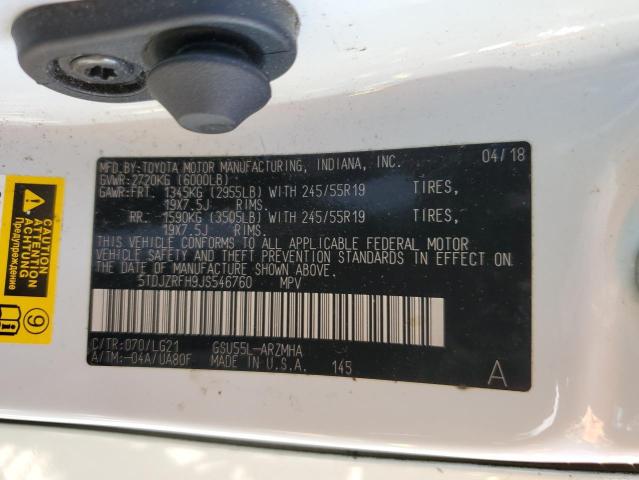 MFD.BY:TOYOTA MOTOR MANUFACTURING, INDIANA, INC. 04/18
GVWR:2720KG (6000LB)
GAWR:FRT. 1345KG (2955LB) WITH 245/55R19 TIRES,
19X7.5J RIMS.
RR. 1590KG (3505LB) WITH 245/55R19 TIRES,
19X7.5J RIMS.
THIS VEHICLE CONFORMS TO ALL APPLICABLE FEDERAL MOTOR
VEHICLE SAFETY AND THEFT PREVENTION STANDARDS IN EFFECT ON
THE DATE OF MANUFACTURE SHOWN ABOVE.
5TDJZRFH9JS546760 MPV
C/TR:070/LG21 GSU55L-ARZMHA
A/TM:-04A/UA80F MADE IN U.S.A. 145 A
CAUTION
ATTENTION
ACHTUNG
Предупреждение
9